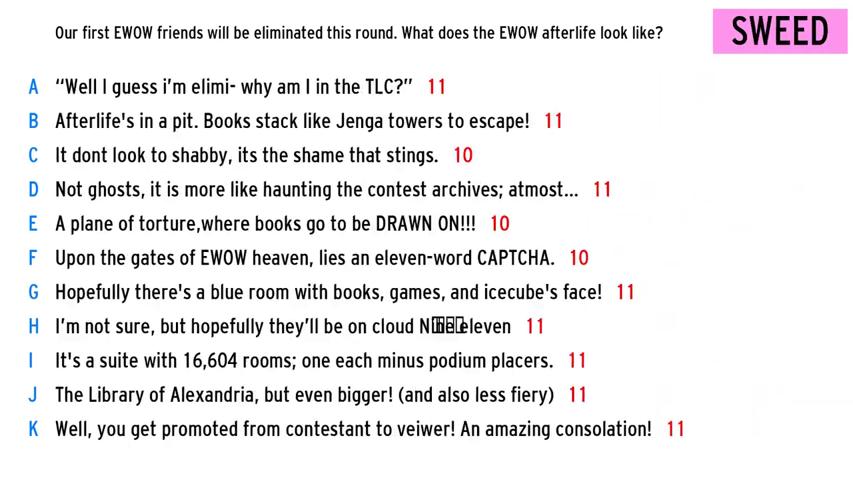 Our first EWOW friends will be eliminated this round. What does the EWOW afterlife look like?
SWEED
A “Well I guess i’m elimi- why am I in the TLC?” 11
B Afterlife's in a pit. Books stack like Jenga towers to escape! 11
C It dont look to shabby, its the shame that stings. 10
D Not ghosts, it is more like haunting the contest archives; atmost... 11
E A plane of torture,where books go to be DRAWN ON!!! 10
F Upon the gates of EWOW heaven, lies an eleven-word CAPTCHA. 10
G Hopefully there's a blue room with books, games, and icecube's face! 11
H I’m not sure, but hopefully they’ll be on cloud eleven 11
I It's a suite with 16,604 rooms; one each minus podium placers. 11
J The Library of Alexandria, but even bigger! (and also less fiery) 11
K Well, you get promoted from contestant to veiwer! An amazing consolation! 11